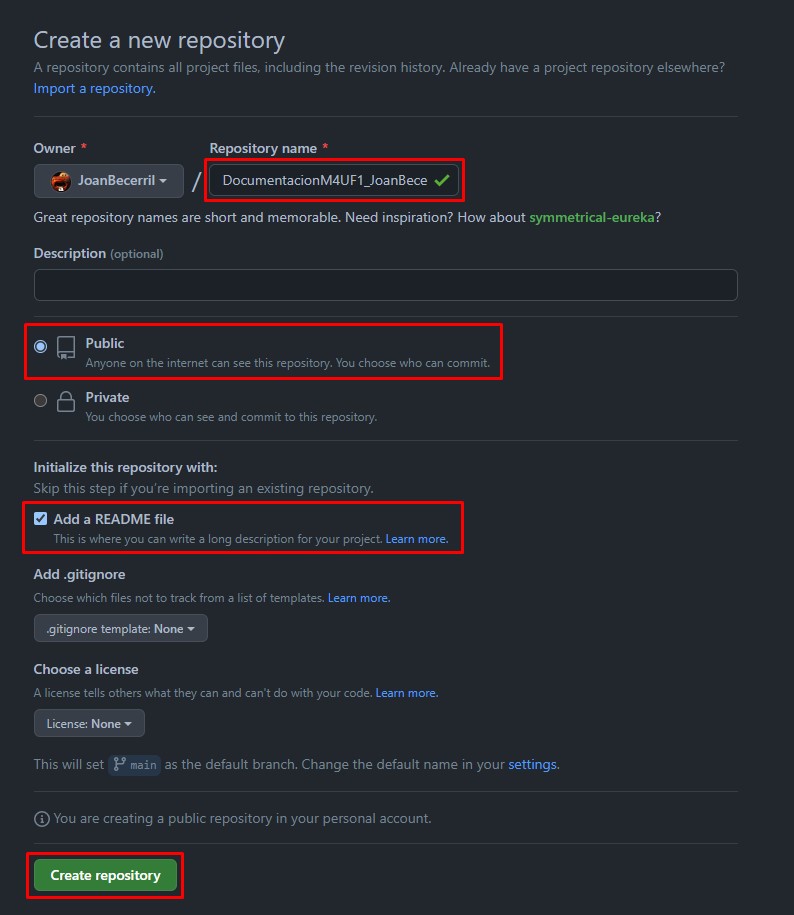 Create a new repository
A repository contains all project files, including the revision history. Already have a project repository elsewhere?
Import a repository.
Owner *
Repository name *
JoanBecerril
/
DocumentacionM4UF1_JoanBece
Great repository names are short and memorable. Need inspiration? How about symmetrical-eureka?
Description (optional)
Public
Anyone on the internet can see this repository. You choose who can commit.
Private
You choose who can see and commit to this repository.
Initialize this repository with:
Skip this step if you're importing an existing repository.
Add a README file
This is where you can write a long description for your project. Learn more.
Add .gitignore
Choose which files not to track from a list of templates. Learn more.
.gitignore template: None
Choose a license
A license tells others what they can and can't do with your code. Learn more.
License: None
This will set main as the default branch. Change the default name in your settings.
You are creating a public repository in your personal account.
Create repository